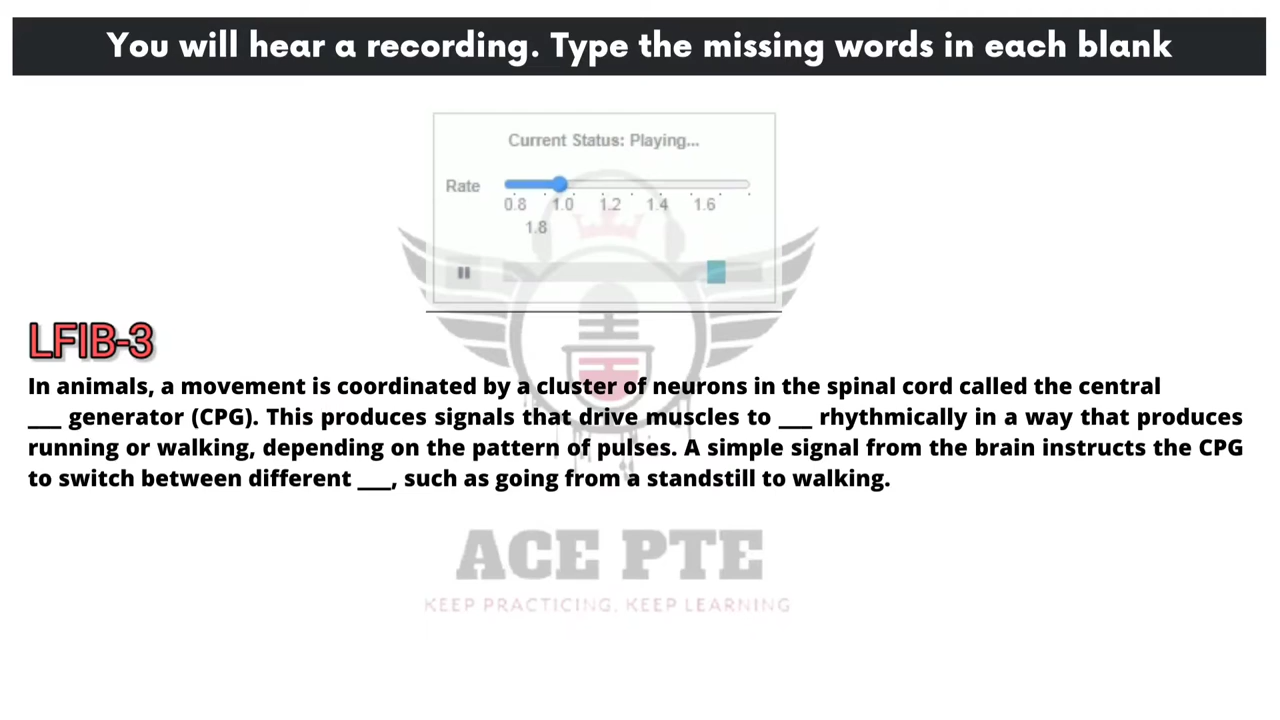 You will hear a recording. Type the missing words in each blank
Current Status: Playing...
Rate
0.8 1.0 1.2 1.4 1.6
1.8
LFIB-3
In animals, a movement is coordinated by a cluster of neurons in the spinal cord called the central
___ generator (CPG). This produces signals that drive muscles to ___ rhythmically in a way that produces
running or walking, depending on the pattern of pulses. A simple signal from the brain instructs the CPG
to switch between different ___, such as going from a standstill to walking.
ACE PTE
KEEP PRACTICING, KEEP LEARNING